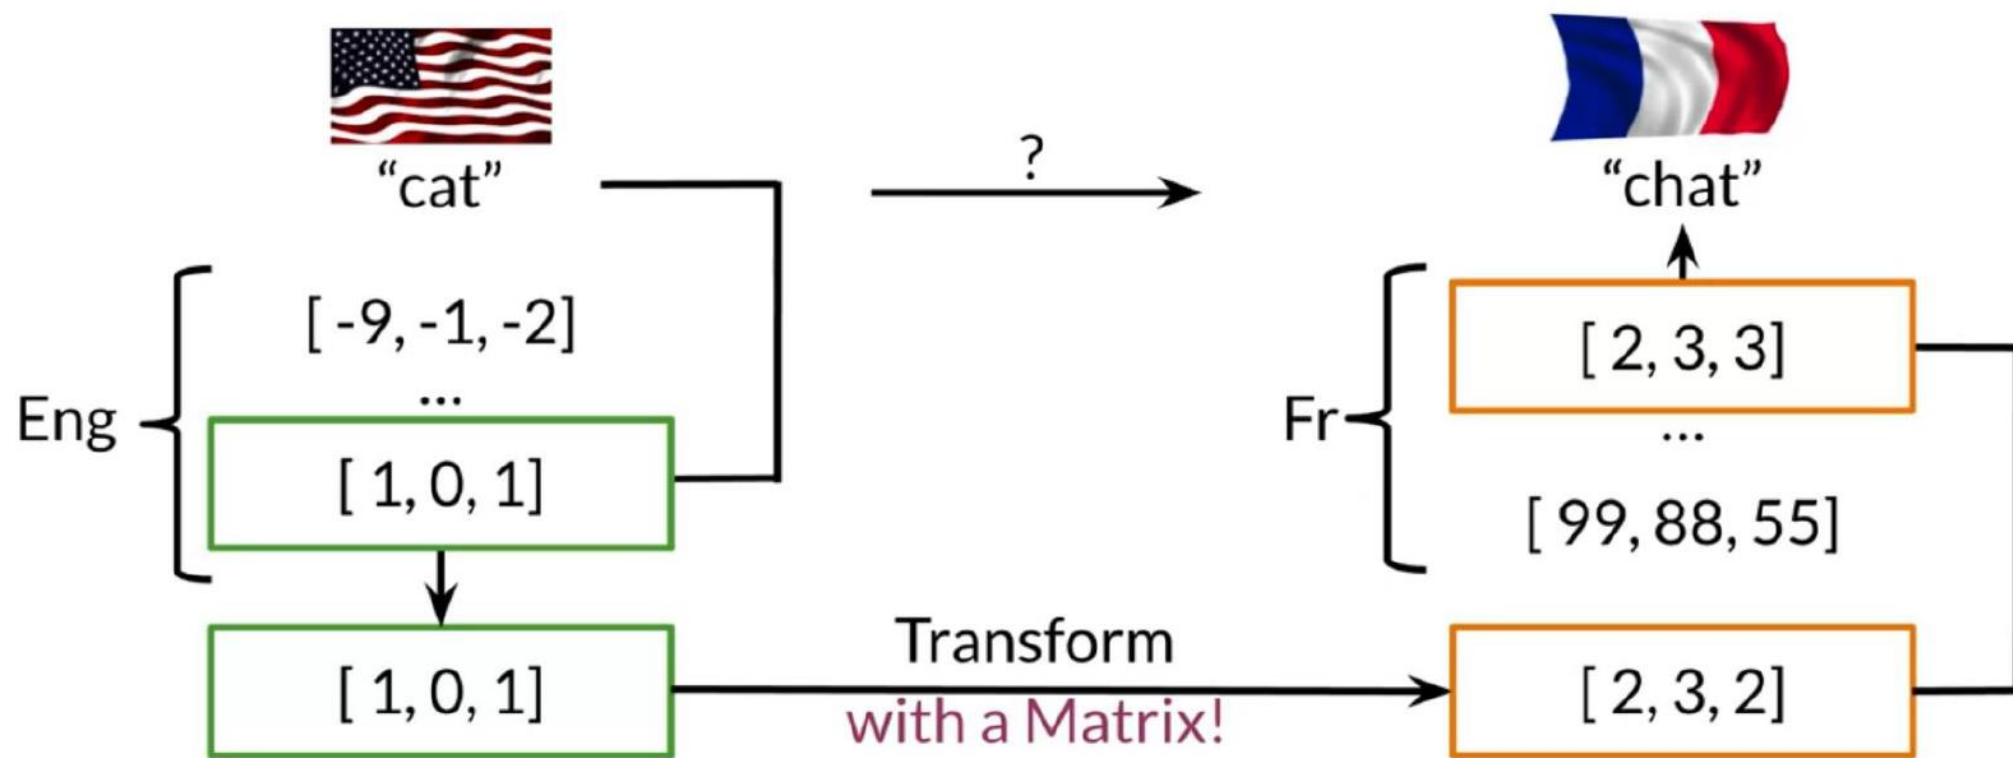 “cat”
?
“chat”
Eng
[ -9, -1, -2]
...
[ 1, 0, 1]
Fr
[ 2, 3, 3]
...
[ 99, 88, 55]
[ 1, 0, 1]
Transform
with a Matrix!
[ 2, 3, 2]